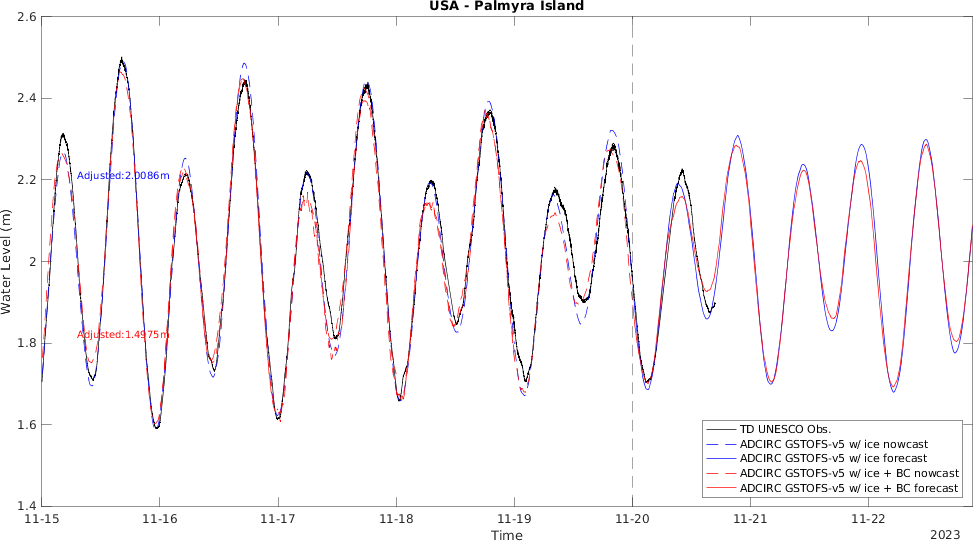 USA - Palmyra Island
2.6
2.4
2.2
2
1.8
1.6
1.4
Water Level (m)
Adjusted:2.0086m
Adjusted:1.4975m
TD UNESCO Obs.
ADCIRC GSTOFS-v5 w/ ice nowcast
ADCIRC GSTOFS-v5 w/ ice forecast
ADCIRC GSTOFS-v5 w/ ice + BC nowcast
ADCIRC GSTOFS-v5 w/ ice + BC forecast
11-15 11-16 11-17 11-18 11-19 11-20 11-21 11-22
Time
2023